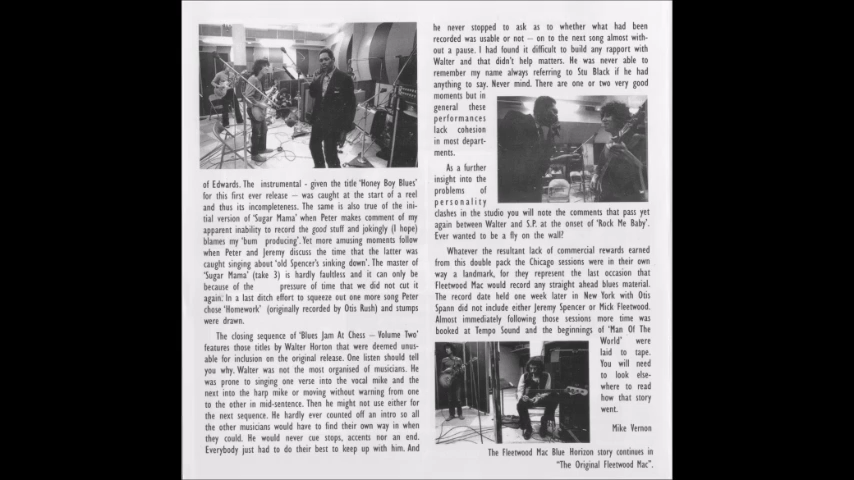 of Edwards. The instrumental - given the title 'Honey Boy Blues'
for this first ever release – was caught at the start of a reel
and thus its incompleteness. The same is also true of the ini-
tial version of 'Sugar Mama' when Peter makes comment of my
apparent inability to record the good stuff and jokingly (I hope)
blames my 'bum producing'. Yet more amusing moments follow
when Peter and Jeremy discuss the time that the latter was
caught singing about 'old Spencer's sinking down'. The master of
'Sugar Mama' (take 3) is hardly faultless and it can only be
because of the pressure of time that we did not cut it
again. In a last ditch effort to squeeze out one more song Peter
chose 'Homework' (originally recorded by Otis Rush) and stumps
were drawn.
The closing sequence of 'Blues Jam At Chess – Volume Two'
features those titles by Walter Horton that were deemed unus-
able for inclusion on the original release. One listen should tell
you why. Walter was not the most organised of musicians. He
was prone to singing one verse into the vocal mike and the
next into the harp mike or moving without warning from one
to the other in mid-sentence. Then he might not use either for
the next sequence. He hardly ever counted off an intro so all
the other musicians would have to find their own way in when
they could. He would never cue stops, accents nor an end.
Everybody just had to do their best to keep up with him. And
he never stopped to ask as to whether what had been
recorded was usable or not – on to the next song almost with-
out a pause. I had found it difficult to build any rapport with
Walter and that didn't help matters. He was never able to
remember my name always referring to Stu Black if he had
anything to say. Never mind. There are one or two very good
moments but in
general these
performances
lack cohesion
in most depart-
ments.
As a further
insight into the
problems of
personality
clashes in the studio you will note the comments that pass yet
again between Walter and S.P. at the onset of 'Rock Me Baby'.
Ever wanted to be a fly on the wall?
Whatever the resultant lack of commercial rewards earned
from this double pack the Chicago sessions were in their own
way a landmark, for they represent the last occasion that
Fleetwood Mac would record any straight ahead blues material.
The record date held one week later in New York with Otis
Spann did not include either Jeremy Spencer or Mick Fleetwood.
Almost immediately following those sessions more time was
booked at Tempo Sound and the beginnings of 'Man Of The
World' were
laid to tape.
You will need
to look else-
where to read
how that story
went.
Mike Vernon
The Fleetwood Mac Blue Horizon story continues in
"The Original Fleetwood Mac".